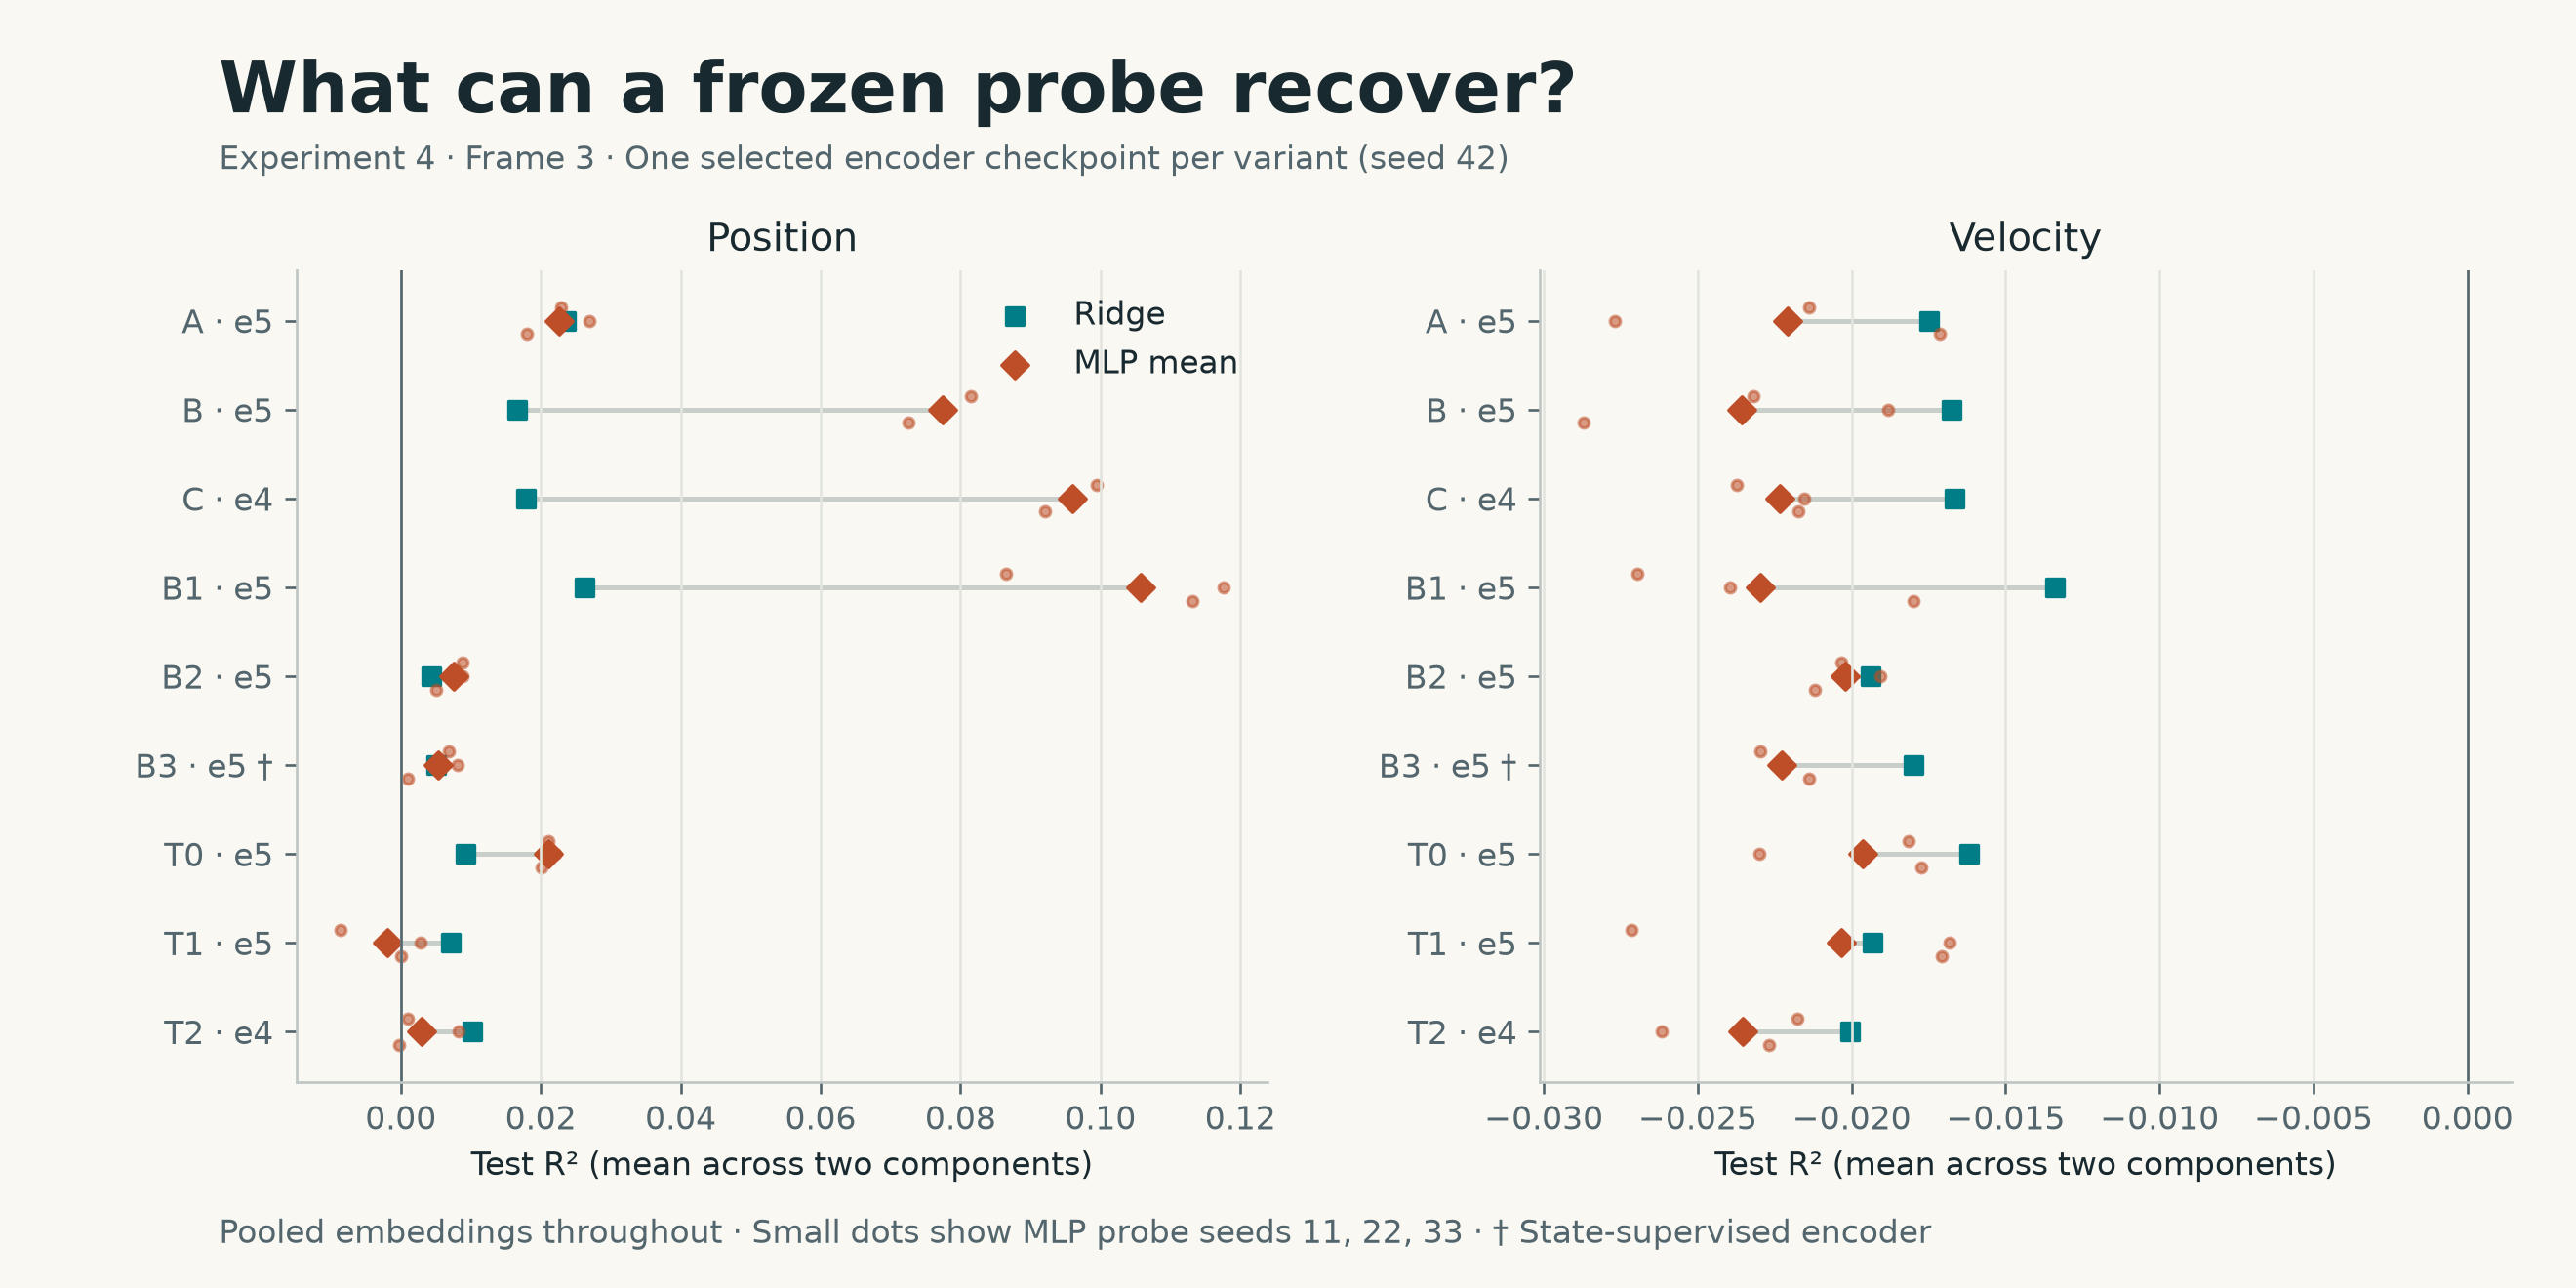 What can a frozen probe recover?
Experiment 4 · Frame 3 · One selected encoder checkpoint per variant (seed 42)
Position
Ridge
MLP mean
A · e5
B · e5
C · e4
B1 · e5
B2 · e5
B3 · e5 †
T0 · e5
T1 · e5
T2 · e4
0.00 0.02 0.04 0.06 0.08 0.10 0.12
Test R² (mean across two components)
Velocity
A · e5
B · e5
C · e4
B1 · e5
B2 · e5
B3 · e5 †
T0 · e5
T1 · e5
T2 · e4
−0.030 −0.025 −0.020 −0.015 −0.010 −0.005 0.000
Test R² (mean across two components)
Pooled embeddings throughout · Small dots show MLP probe seeds 11, 22, 33 · † State-supervised encoder